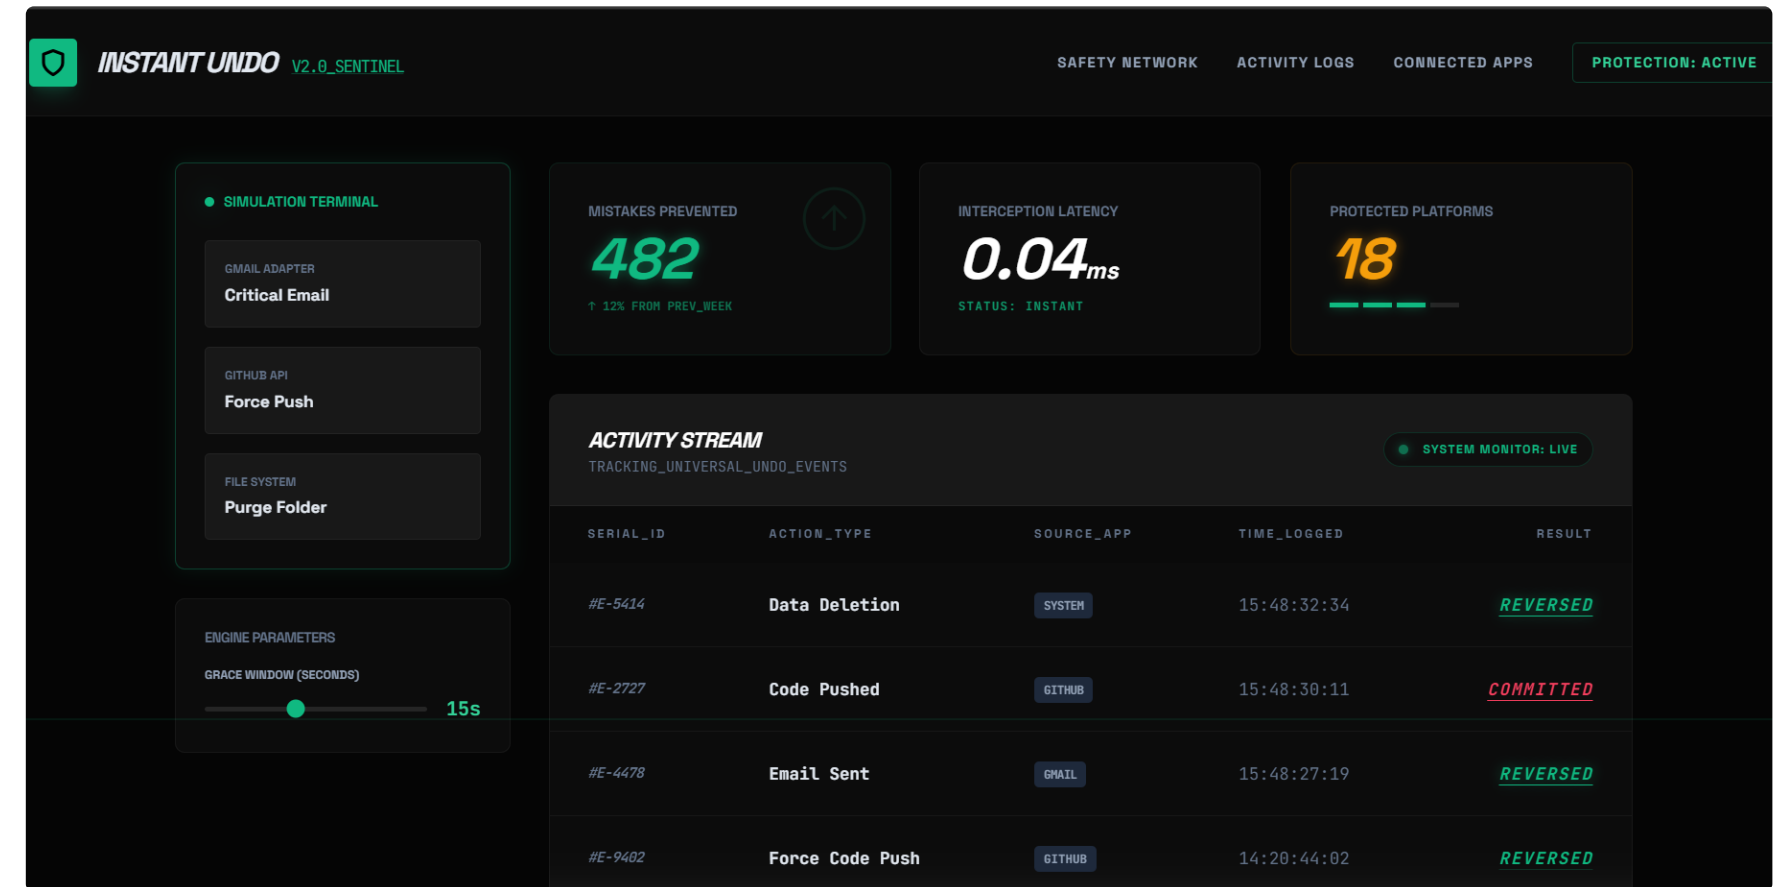 INSTANT UNDO V2.0_SENTINEL
SAFETY NETWORK ACTIVITY LOGS CONNECTED APPS PROTECTION: ACTIVE
SIMULATION TERMINAL
GMAIL ADAPTER
Critical Email
GITHUB API
Force Push
FILE SYSTEM
Purge Folder
ENGINE PARAMETERS
GRACE WINDOW (SECONDS)
15s
MISTAKES PREVENTED
482
↑ 12% FROM PREV_WEEK
INTERCEPTION LATENCY
0.04ms
STATUS: INSTANT
PROTECTED PLATFORMS
18
ACTIVITY STREAM
TRACKING_UNIVERSAL_UNDO_EVENTS
SYSTEM MONITOR: LIVE
SERIAL_ID ACTION_TYPE SOURCE_APP TIME_LOGGED RESULT
#E-5414 Data Deletion SYSTEM 15:48:32:34 REVERSED
#E-2727 Code Pushed GITHUB 15:48:30:11 COMMITTED
#E-4478 Email Sent GMAIL 15:48:27:19 REVERSED
#E-9402 Force Code Push GITHUB 14:20:44:02 REVERSED